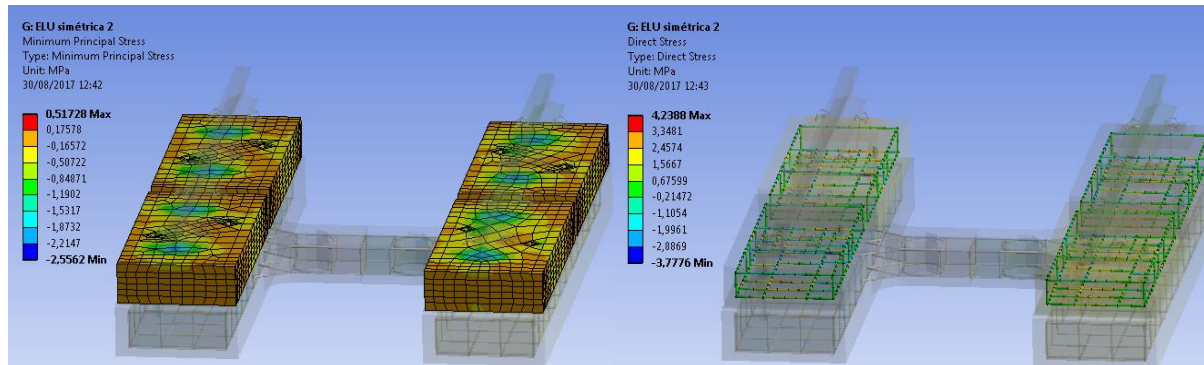 G: ELU simétrica 2
Minimum Principal Stress
Type: Minimum Principal Stress
Unit: MPa
30/08/2017 12:42
0,51728 Max
0,17578
-0,16572
-0,50722
-0,84871
-1,1902
-1,5317
-1,8732
-2,2147
-2,5562 Min
G: ELU simétrica 2
Direct Stress
Type: Direct Stress
Unit: MPa
30/08/2017 12:43
4,2388 Max
3,3481
2,4574
1,5667
0,67599
-0,21472
-1,1054
-1,9961
-2,8869
-3,7776 Min